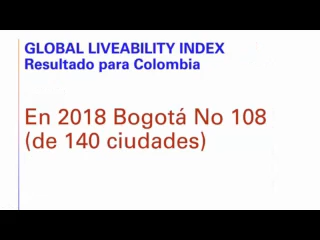 GLOBAL LIVEABILITY INDEX
Resultado para Colombia
En 2018 Bogotá No 108
(de 140 ciudades)